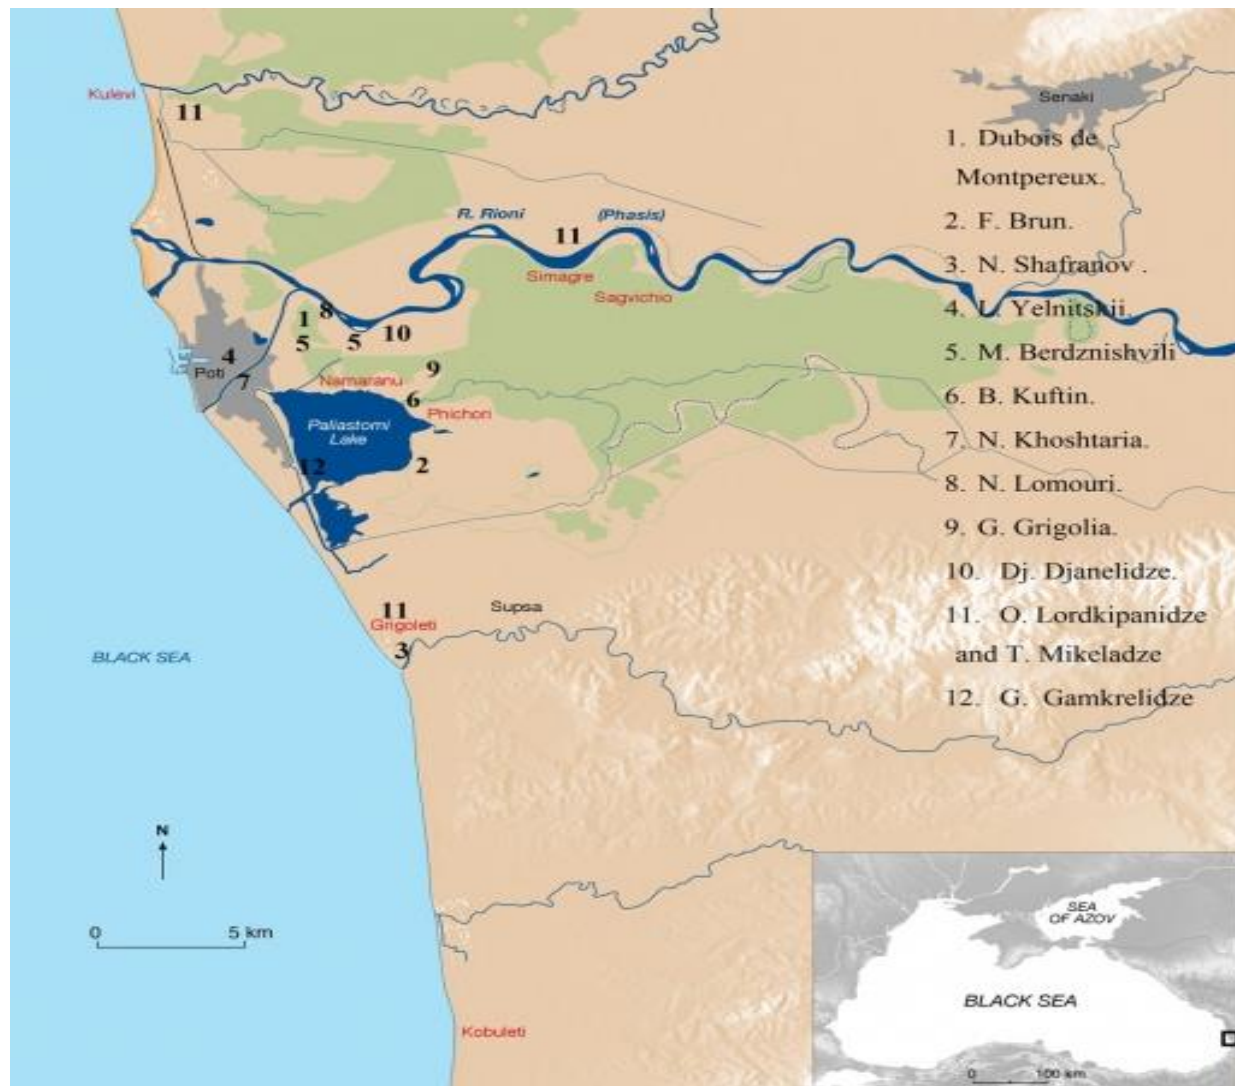 Kulevi
11
Senaki
1. Dubois de
Montpereux.
2. F. Brun.
3. N. Shafranov .
4. L. Yelnitskii.
5. M. Berdznishvili
6. B. Kuftin.
7. N. Khoshtaria.
8. N. Lomouri.
9. G. Grigolia.
10. Dj. Djanelidze.
11. O. Lordkipanidze
and T. Mikeladze
12. G. Gamkrelidze
R. Rioni
(Phasis)
11
Simagre
Sagvichio
8
1
5
5
10
4
Poti
7
9
Namaranu
6
Phichori
Paliastomi
Lake
12
2
11
Grigoleti
Supsa
3
BLACK SEA
N
0 5 km
Kobuleti
SEA
OF AZOV
BLACK SEA
0 100 km